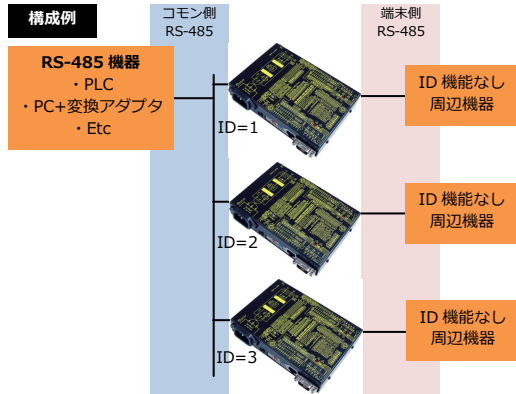 構成例
コモン側
RS-485
端末側
RS-485
RS-485 機器
・PLC
・PC+変換アダプタ
・Etc
ID=1
ID 機能なし
周辺機器
ID=2
ID 機能なし
周辺機器
ID=3
ID 機能なし
周辺機器